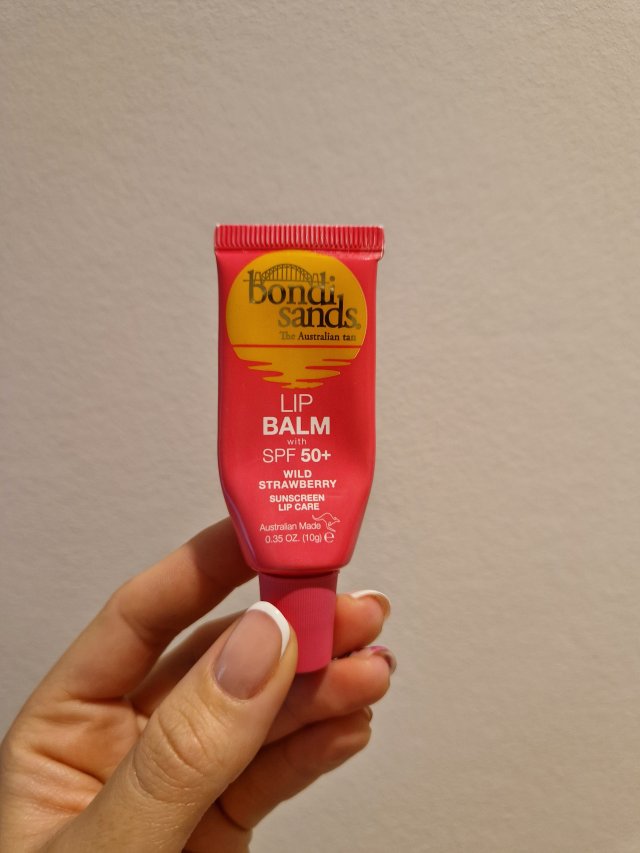 bondi
sands.
The Australian tan
LIP
BALM
with
SPF 50+
WILD
STRAWBERRY
SUNSCREEN
LIP CARE
Australian Made
0.35 OZ. (10g) ℮